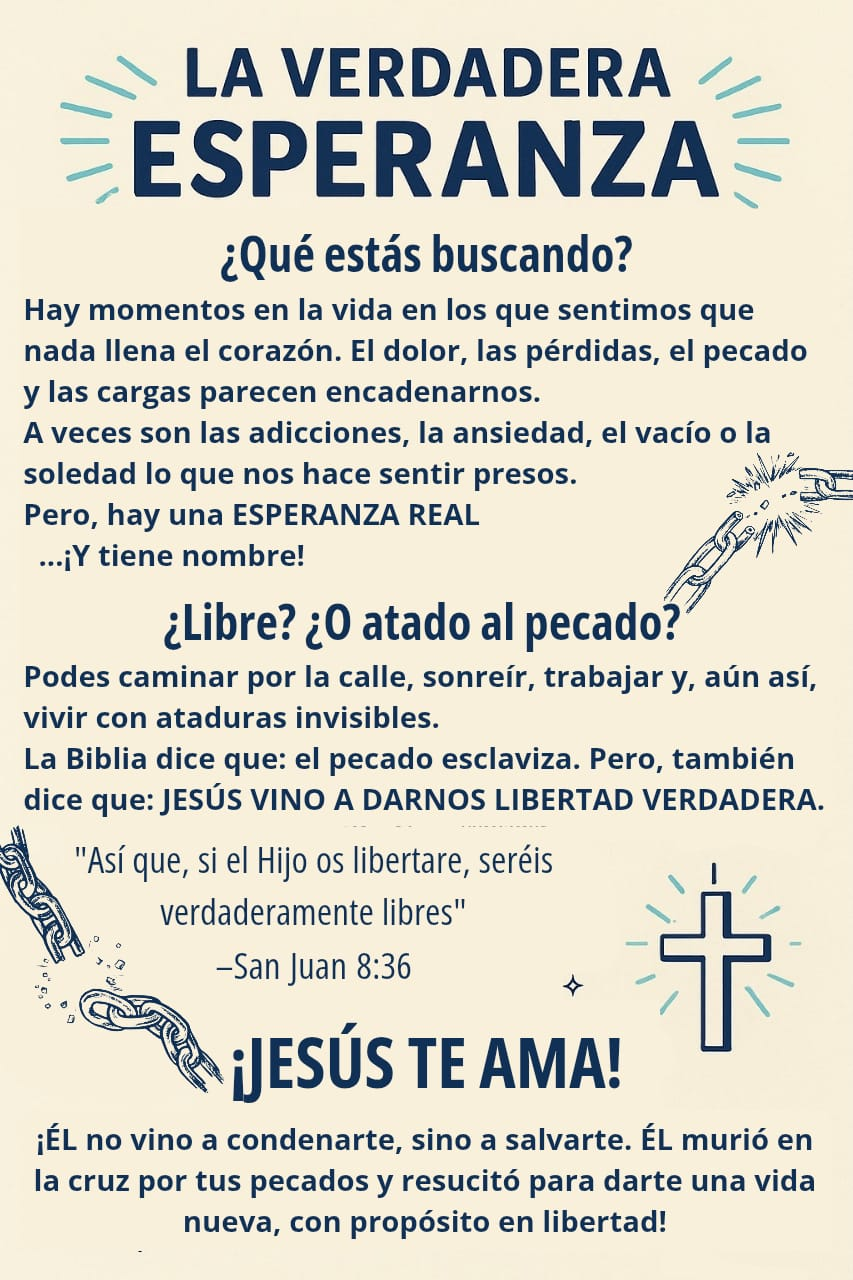 LA VERDADERA
ESPERANZA
¿Qué estás buscando?
Hay momentos en la vida en los que sentimos que
nada llena el corazón. El dolor, las pérdidas, el pecado
y las cargas parecen encadenarnos.
A veces son las adicciones, la ansiedad, el vacío o la
soledad lo que nos hace sentir presos.
Pero, hay una ESPERANZA REAL
...¡Y tiene nombre!
¿Libre? ¿O atado al pecado?
Podes caminar por la calle, sonreír, trabajar y, aún así,
vivir con ataduras invisibles.
La Biblia dice que: el pecado esclaviza. Pero, también
dice que: JESÚS VINO A DARNOS LIBERTAD VERDADERA.
"Así que, si el Hijo os libertare, seréis
verdaderamente libres"
–San Juan 8:36
¡JESÚS TE AMA!
¡ÉL no vino a condenarte, sino a salvarte. ÉL murió en
la cruz por tus pecados y resucitó para darte una vida
nueva, con propósito en libertad!